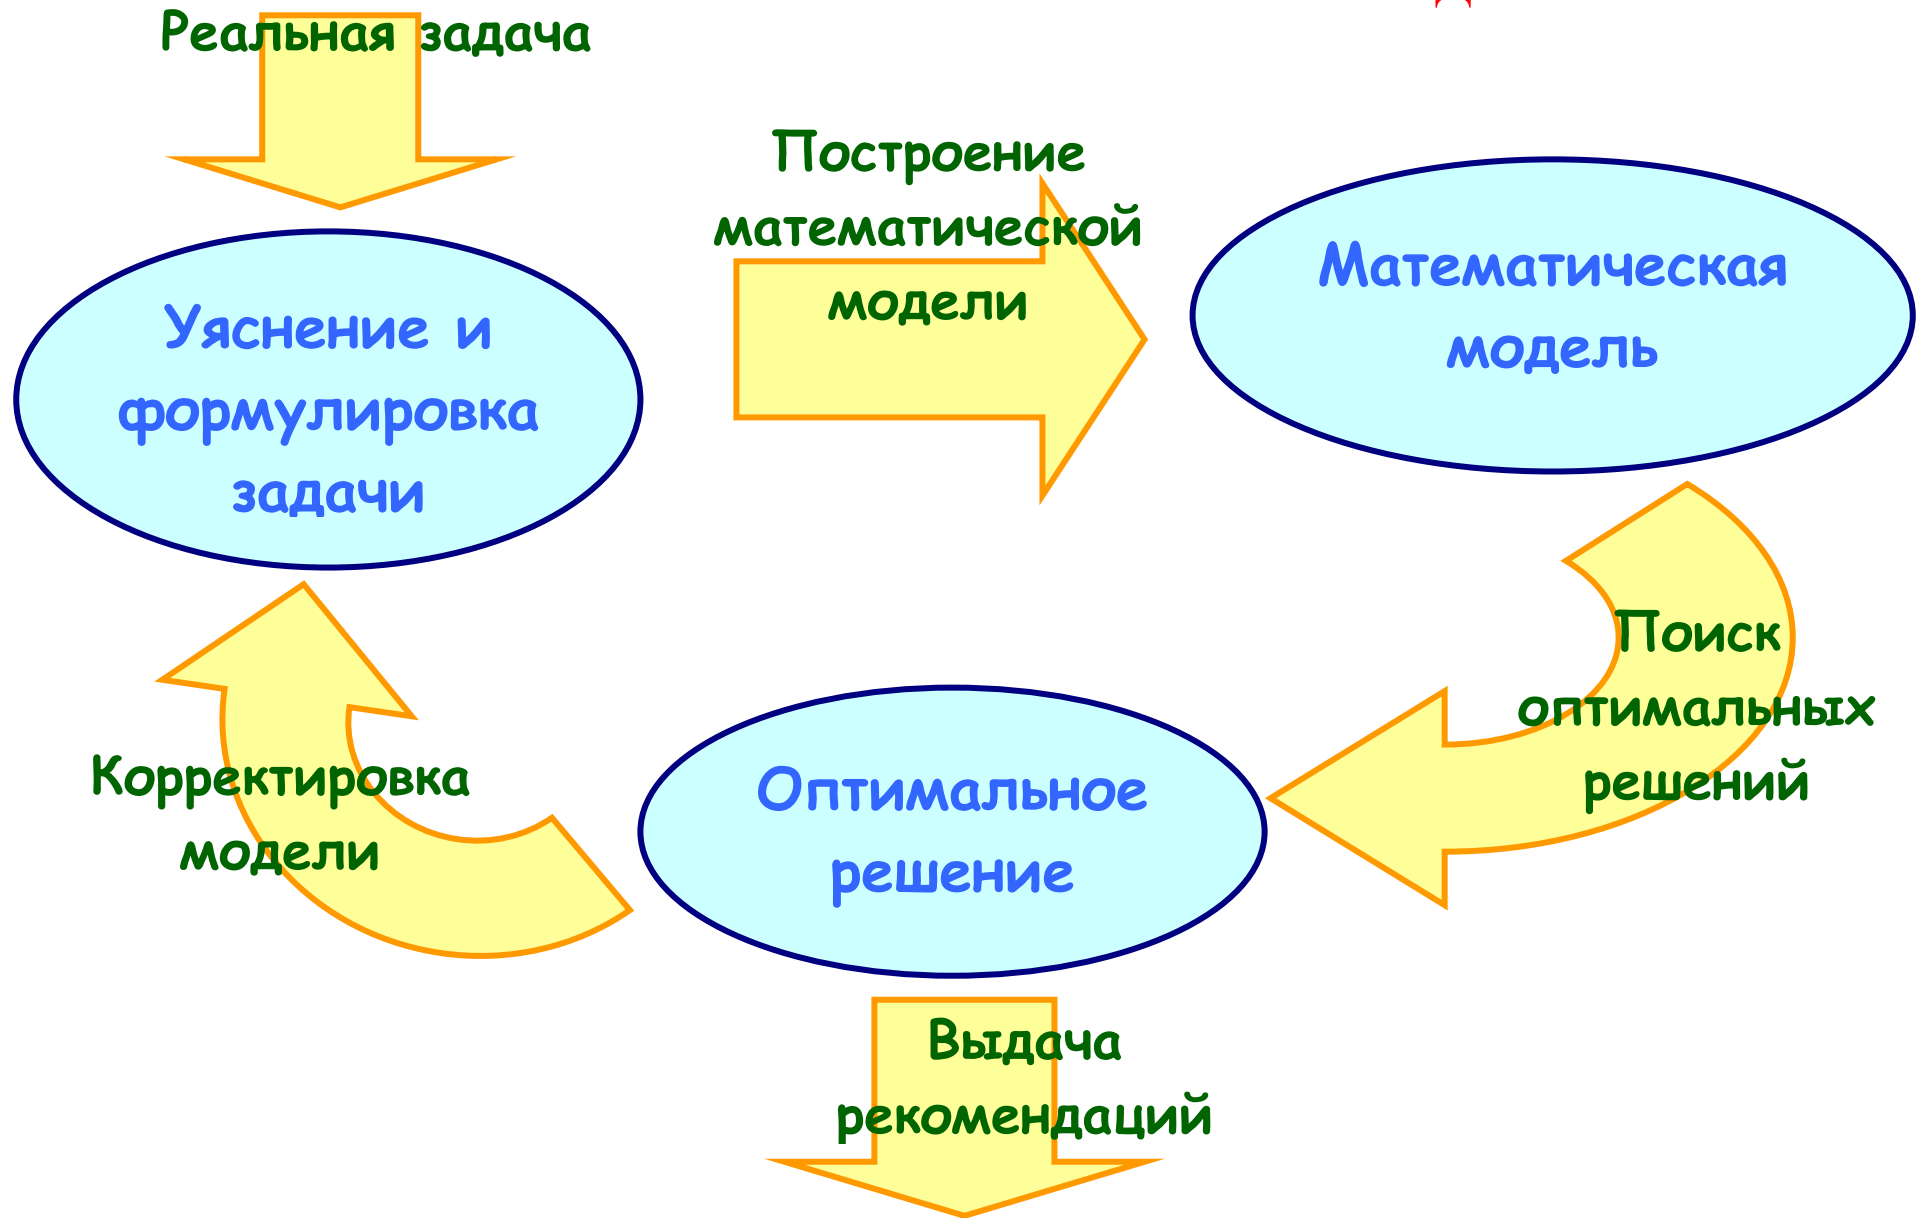 Реальная задача
Построение
математической
модели
Математическая
модель
Уяснение и
формулировка
задачи
Поиск
оптимальных
решений
Корректировка
модели
Оптимальное
решение
Выдача
рекомендаций